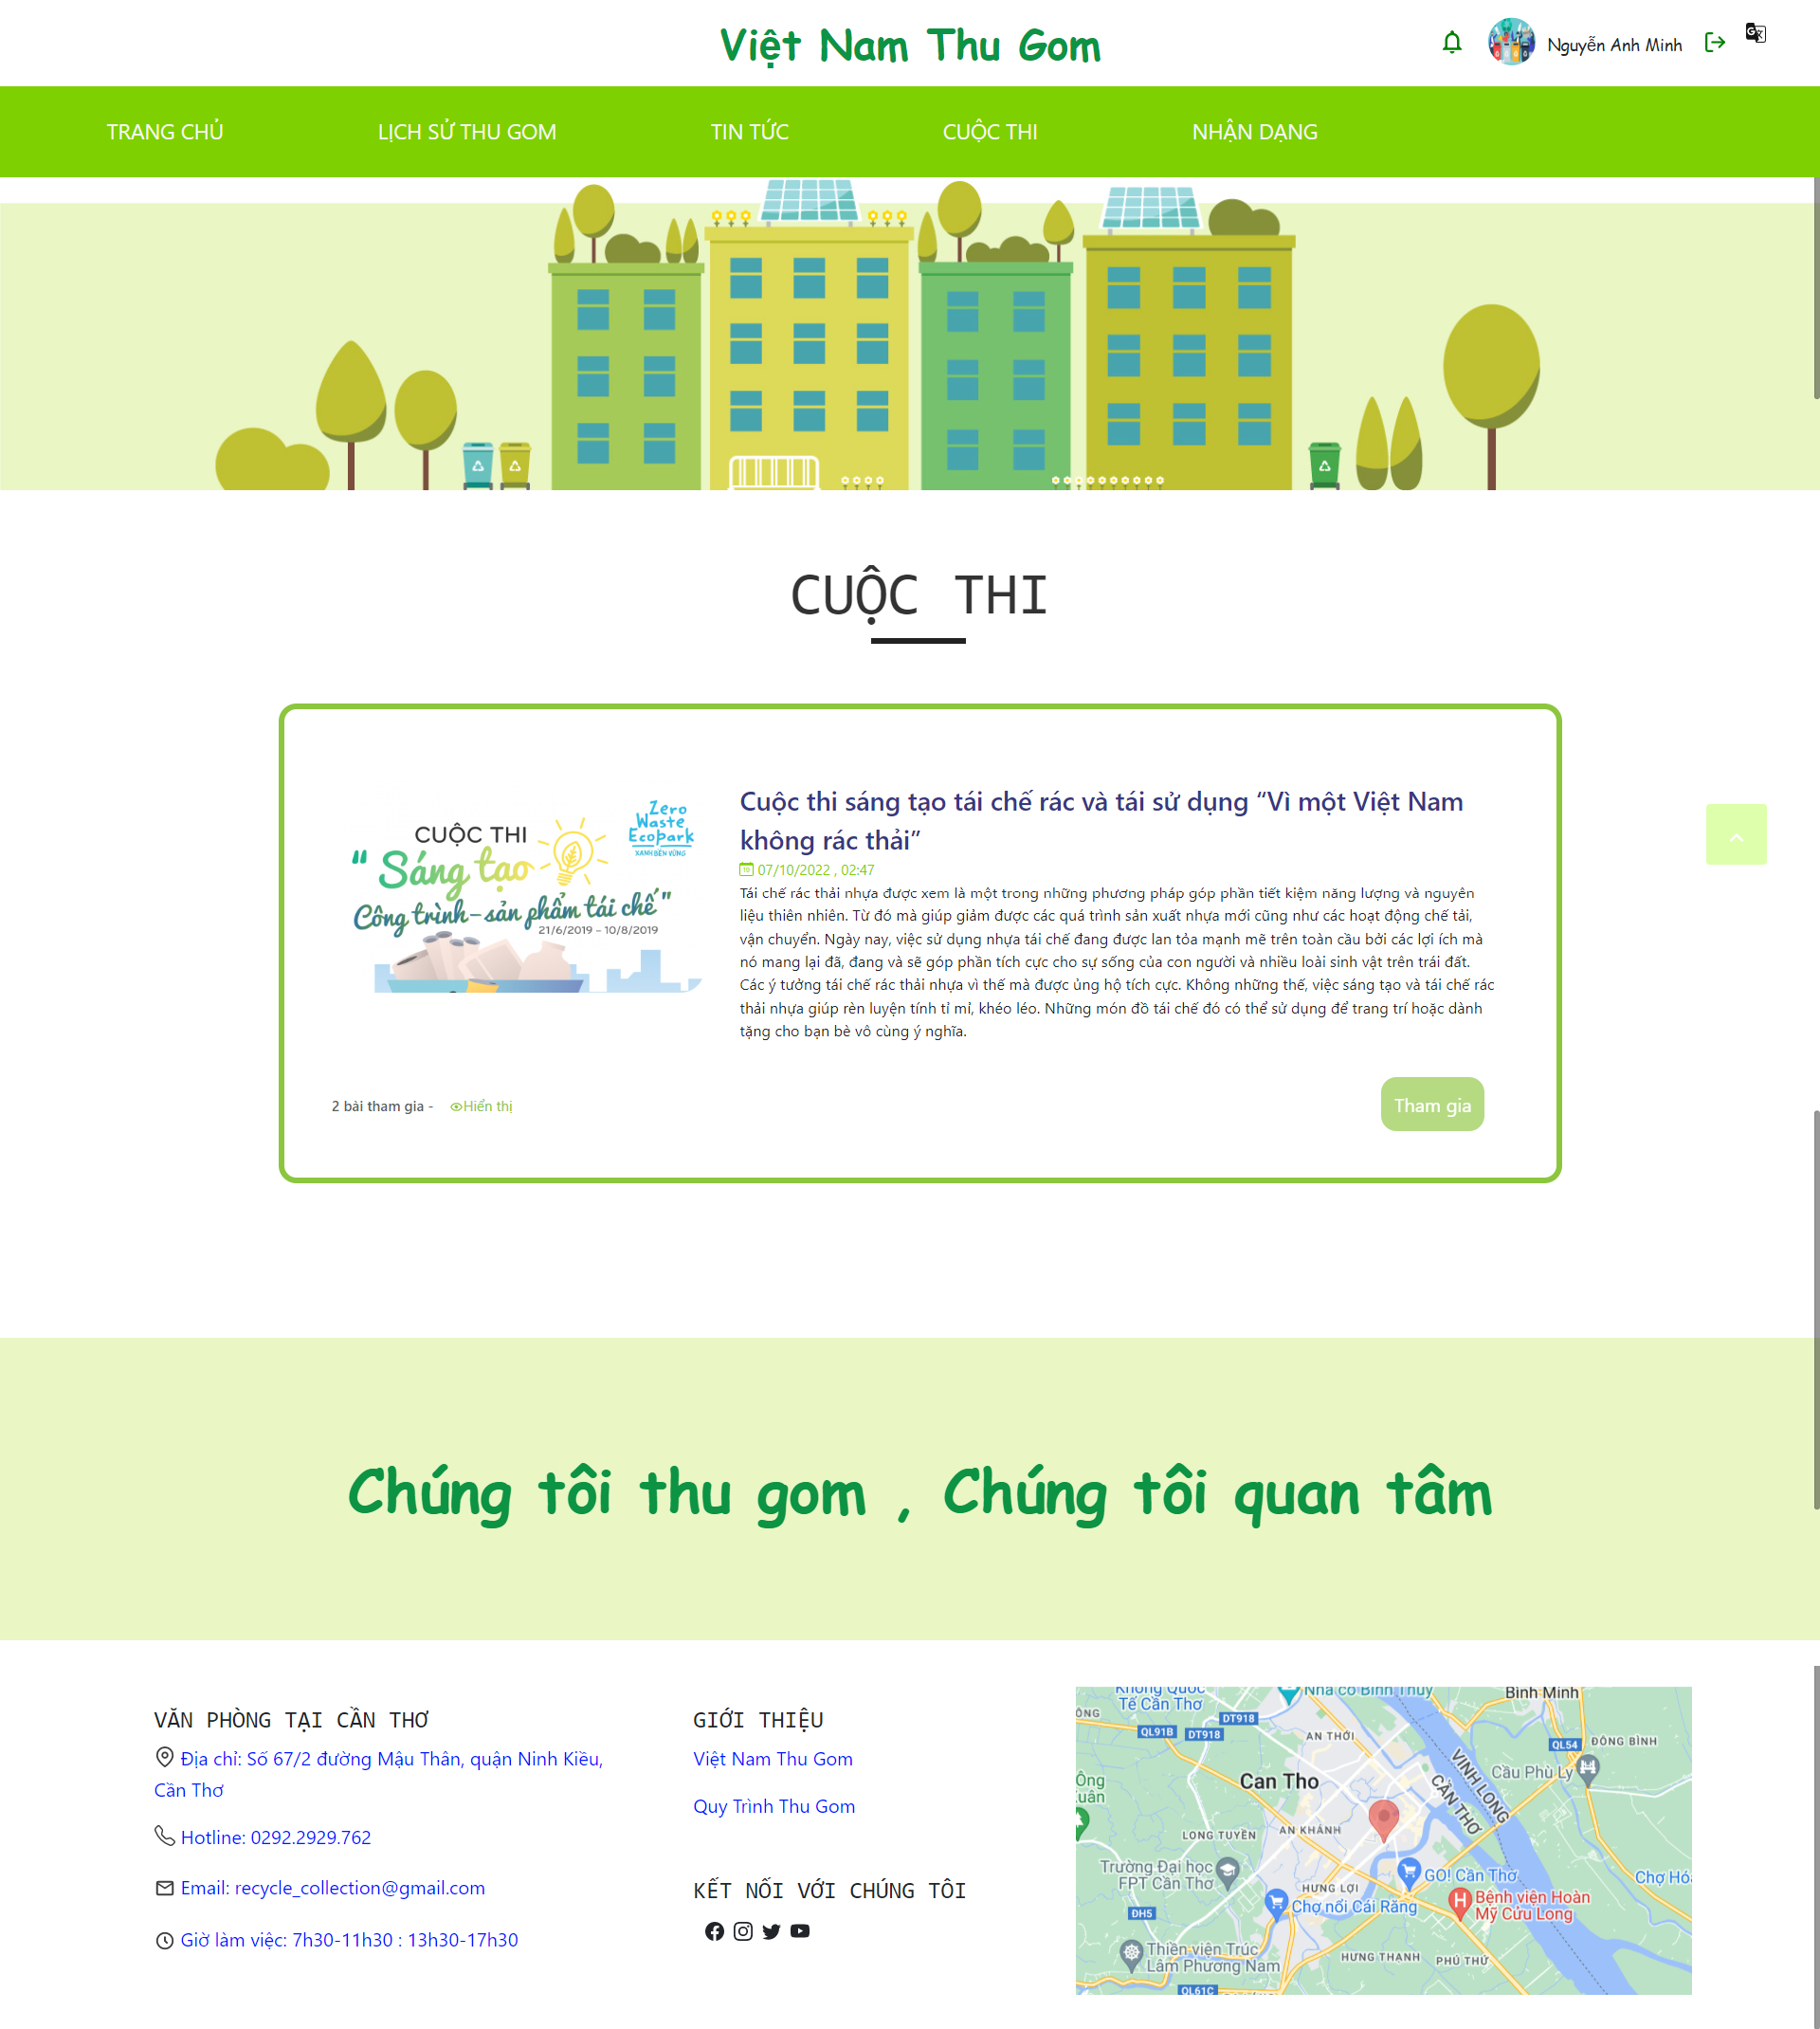 Việt Nam Thu Gom
Nguyễn Anh Minh
TRANG CHỦ
LỊCH SỬ THU GOM
TIN TỨC
CUỘC THI
NHẬN DẠNG
CUỘC THI
CUỘC THI
"Sáng tạo
Công trình-sản phẩm tái chế"
21/6/2019 – 10/8/2019
Zero
Waste
Ecopark
XANH BỀN VỮNG
Cuộc thi sáng tạo tái chế rác và tái sử dụng “Vì một Việt Nam
không rác thải”
07/10/2022 , 02:47
Tái chế rác thải nhựa được xem là một trong những phương pháp góp phần tiết kiệm năng lượng và nguyên
liệu thiên nhiên. Từ đó mà giúp giảm được các quá trình sản xuất nhựa mới cũng như các hoạt động chế tải,
vận chuyển. Ngày nay, việc sử dụng nhựa tái chế đang được lan tỏa mạnh mẽ trên toàn cầu bởi các lợi ích mà
nó mang lại đã, đang và sẽ góp phần tích cực cho sự sống của con người và nhiều loài sinh vật trên trái đất.
Các ý tưởng tái chế rác thải nhựa vì thế mà được ủng hộ tích cực. Không những thế, việc sáng tạo và tái chế rác
thải nhựa giúp rèn luyện tính tỉ mỉ, khéo léo. Những món đồ tái chế đó có thể sử dụng để trang trí hoặc dành
tặng cho bạn bè vô cùng ý nghĩa.
2 bài tham gia -
Hiển thị
Tham gia
Chúng tôi thu gom , Chúng tôi quan tâm
VĂN PHÒNG TẠI CẦN THƠ
Địa chỉ: Số 67/2 đường Mậu Thân, quận Ninh Kiều,
Cần Thơ
Hotline: 0292.2929.762
Email: recycle_collection@gmail.com
Giờ làm việc: 7h30-11h30 : 13h30-17h30
GIỚI THIỆU
Việt Nam Thu Gom
Quy Trình Thu Gom
KẾT NỐI VỚI CHÚNG TÔI
Không Quốc
Tế Cần Thơ
Nhà cổ Bình Thủy
Bình Minh
DT918
QL91B
DT918
AN THỚI
QL54
ĐÔNG BÌNH
Cầu Phù Ly
VINH LONG
CẦN THƠ
Can Tho
LONG TUYỀN
AN KHÁNH
Trường Đại học
FPT Cần Thơ
GO! Cần Thơ
HƯNG LỢI
Chợ nổi Cái Răng
Bệnh viện Hoàn
Mỹ Cửu Long
DH5
Thiền viện Trúc
Lâm Phương Nam
HƯNG THẠNH
PHÚ THỨ
QL61C